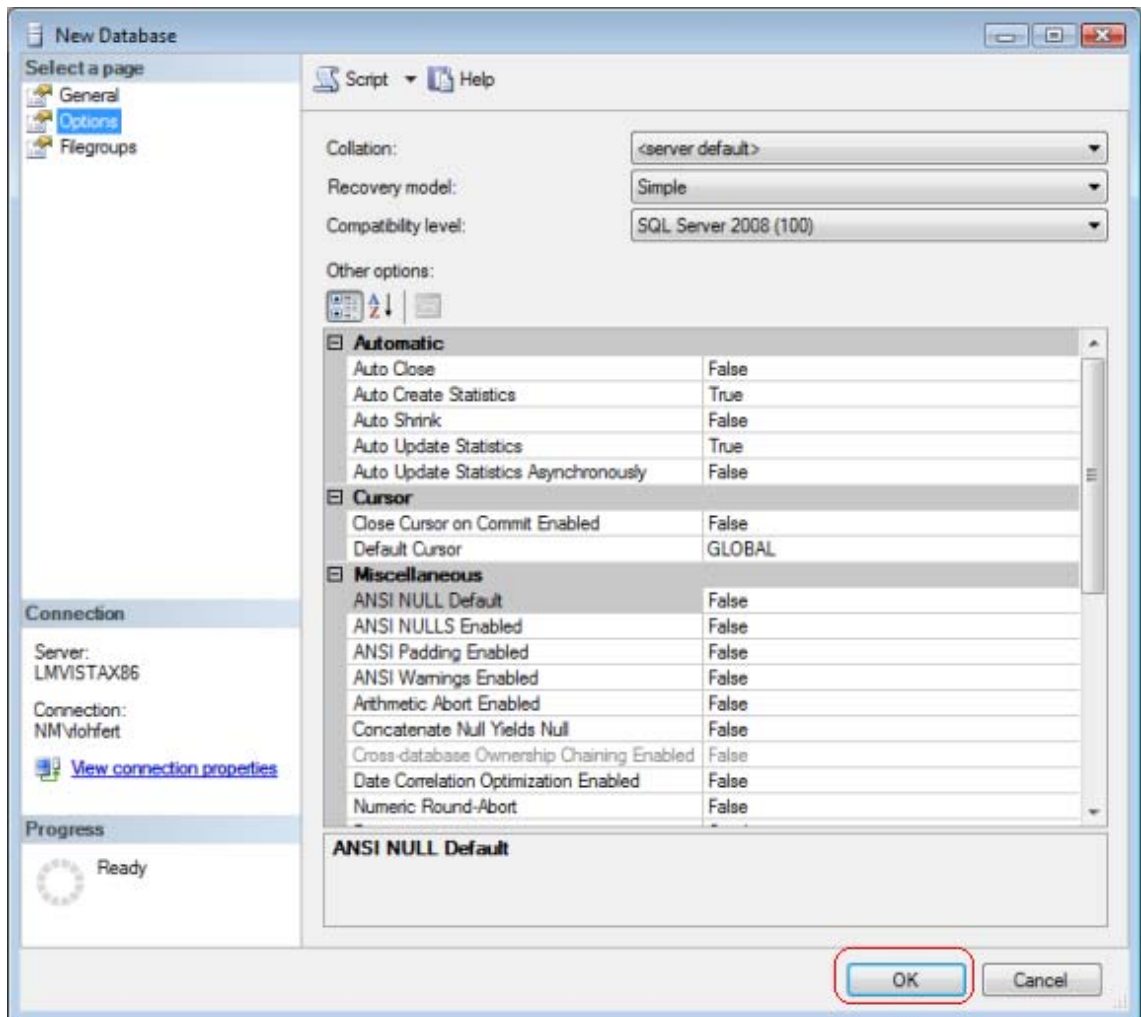 New Database
Select a page
General
Options
Filegroups
Script Help
Collation: <server default>
Recovery model: Simple
Compatibility level: SQL Server 2008 (100)
Other options:
Automatic
Auto Close False
Auto Create Statistics True
Auto Shrink False
Auto Update Statistics True
Auto Update Statistics Asynchronously False
Cursor
Close Cursor on Commit Enabled False
Default Cursor GLOBAL
Miscellaneous
ANSI NULL Default False
ANSI NULLS Enabled False
ANSI Padding Enabled False
ANSI Warnings Enabled False
Arithmetic Abort Enabled False
Concatenate Null Yields Null False
Cross-database Ownership Chaining Enabled False
Date Correlation Optimization Enabled False
Numeric Round-Abort False
ANSI NULL Default
Connection
Server:
LMVISTAX86
Connection:
View connection properties
Progress
Ready
OK Cancel